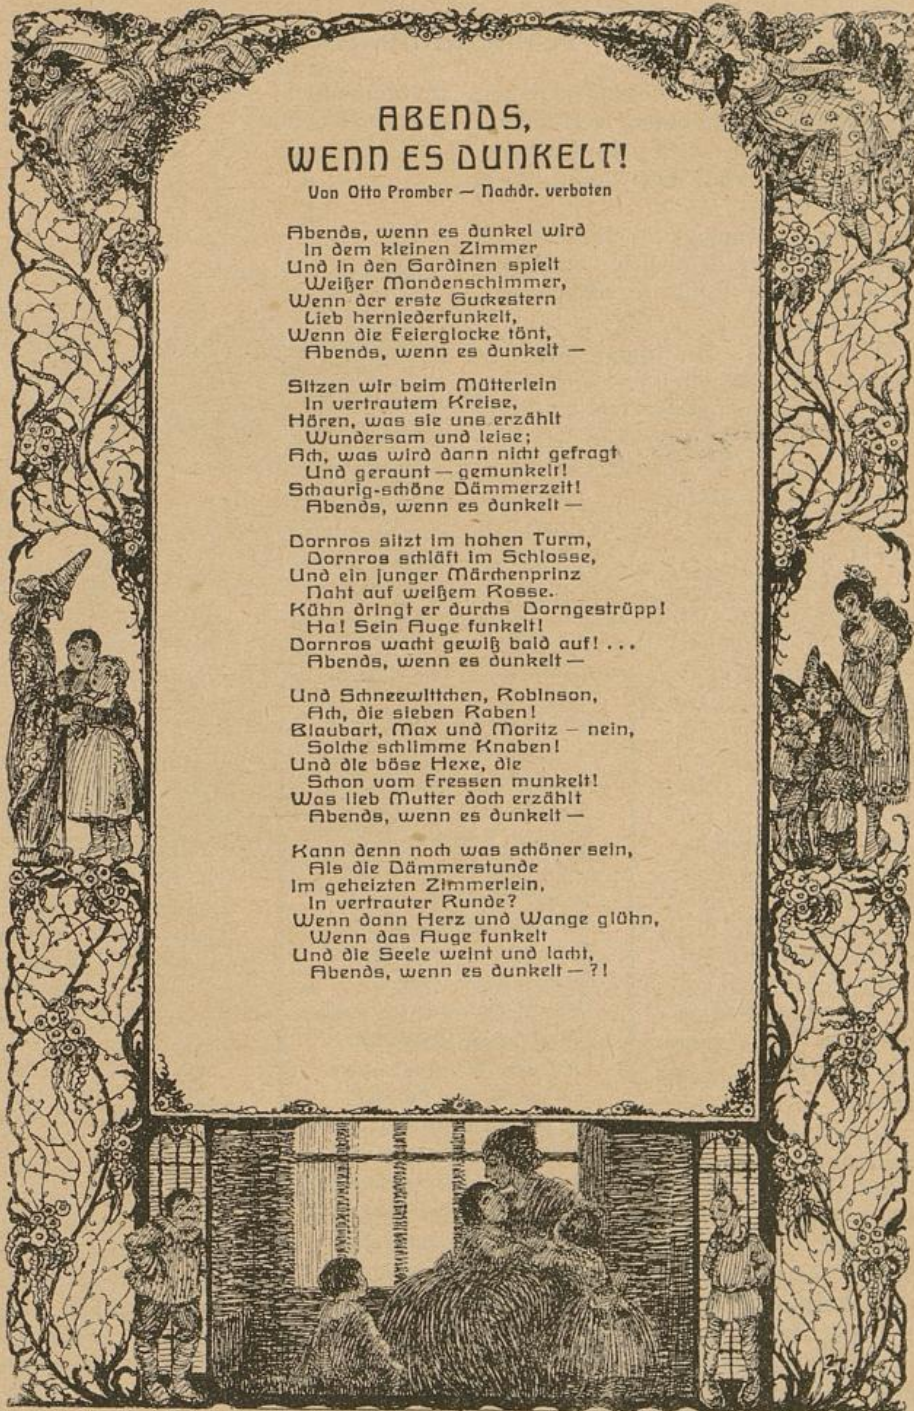 ABENDS,
WENN ES DUNKELT!
Von Otto Promber — Nachdr. verboten
Abends, wenn es dunkel wird
In dem kleinen Zimmer
Und in den Gardinen spielt
Weißer Mondenschimmer,
Wenn der erste Guckestern
Lieb herniederfunkelt,
Wenn die Feierglocke tönt,
Abends, wenn es dunkelt —
Sitzen wir beim Mütterlein
In vertrautem Kreise,
Hören, was sie uns erzählt
Wundersam und leise;
Ach, was wird dann nicht gefragt
Und geraunt — gemunkelt!
Schaurig-schöne Dämmerzeit!
Abends, wenn es dunkelt —
Dornros sitzt im hohen Turm,
Dornros schläft im Schlosse,
Und ein junger Märchenprinz
Naht auf weißem Rosse.
Kühn dringt er durchs Dorngestrüpp!
Ha! Sein Auge funkelt!
Dornros wacht gewiß bald auf! ...
Abends, wenn es dunkelt —
Und Schneewittchen, Robinson,
Ach, die sieben Raben!
Blaubart, Max und Moritz — nein,
Solche schlimme Knaben!
Und die böse Hexe, die
Schon vom Fressen munkelt!
Was lieb Mutter doch erzählt
Abends, wenn es dunkelt —
Kann denn noch was schöner sein,
Als die Dämmerstunde
Im geheizten Zimmerlein,
In vertrauter Runde?
Wenn dann Herz und Wange glühn,
Wenn das Auge funkelt
Und die Seele weint und lacht,
Abends, wenn es dunkelt — ?!